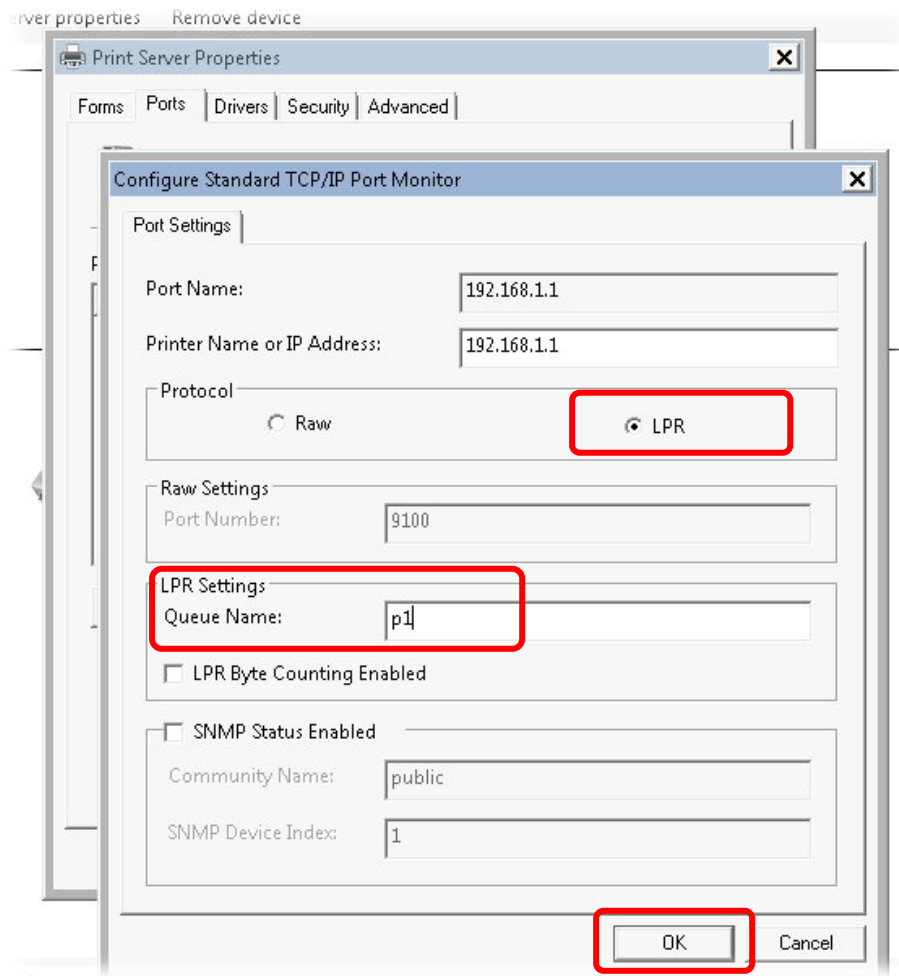 rver properties Remove device
Print Server Properties
Forms Ports Drivers Security Advanced
Configure Standard TCP/IP Port Monitor
Port Settings
Port Name: 192.168.1.1
Printer Name or IP Address: 192.168.1.1
Protocol
Raw LPR
Raw Settings
Port Number: 9100
LPR Settings
Queue Name: p1
LPR Byte Counting Enabled
SNMP Status Enabled
Community Name: public
SNMP Device Index: 1
OK Cancel